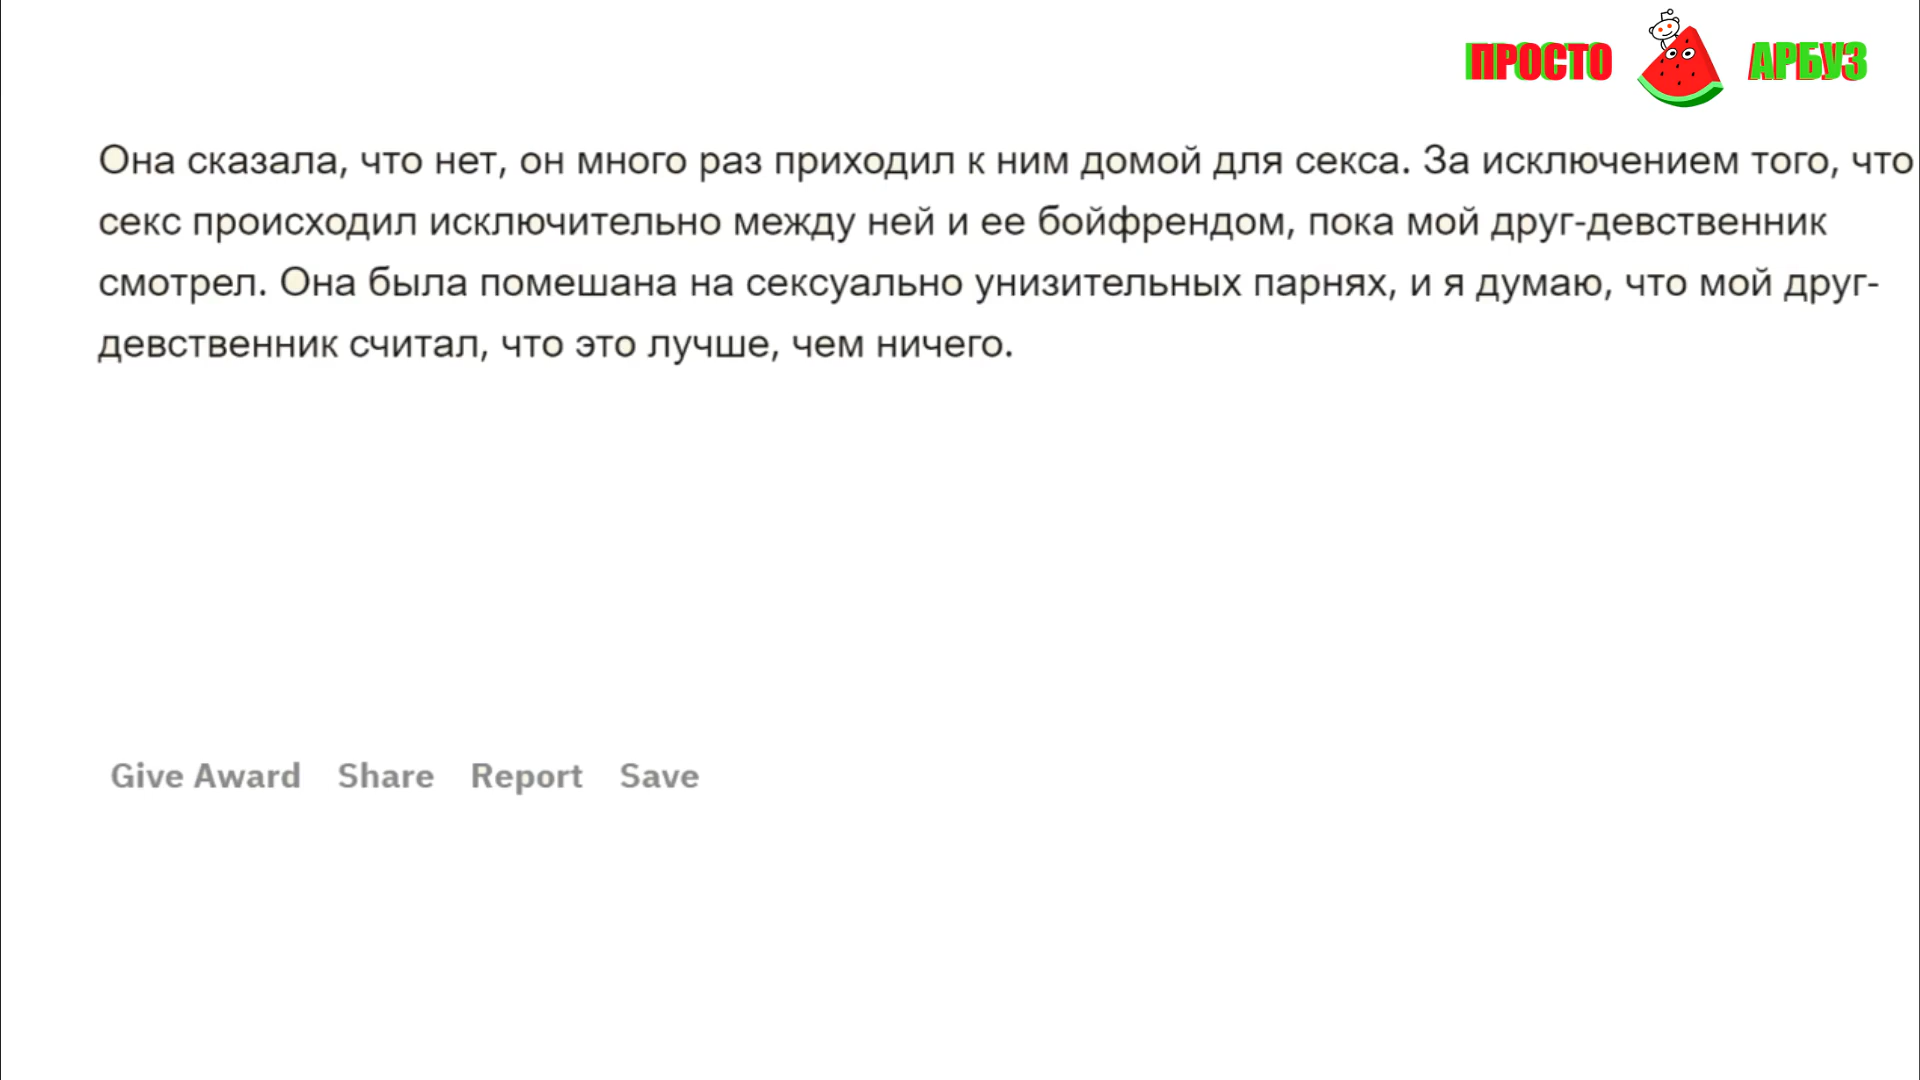 ПРОСТО АРБУЗ
Она сказала, что нет, он много раз приходил к ним домой для секса. За исключением того, что
секс происходил исключительно между ней и ее бойфрендом, пока мой друг-девственник
смотрел. Она была помешана на сексуально унизительных парнях, и я думаю, что мой друг-
девственник считал, что это лучше, чем ничего.
Give Award Share Report Save